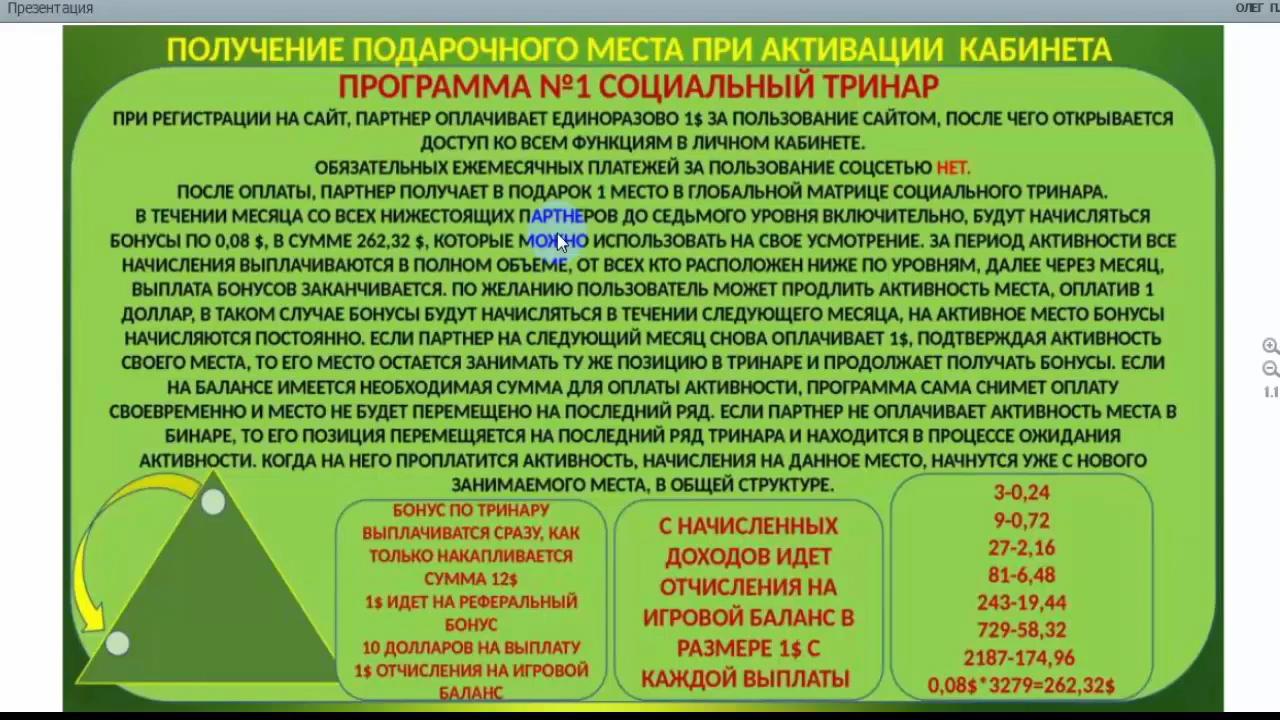 Презентация
ОЛЕГ П
ПОЛУЧЕНИЕ ПОДАРОЧНОГО МЕСТА ПРИ АКТИВАЦИИ КАБИНЕТА
ПРОГРАММА №1 СОЦИАЛЬНЫЙ ТРИНАР
ПРИ РЕГИСТРАЦИИ НА САЙТ, ПАРТНЕР ОПЛАЧИВАЕТ ЕДИНОРАЗОВО 1$ ЗА ПОЛЬЗОВАНИЕ САЙТОМ, ПОСЛЕ ЧЕГО ОТКРЫВАЕТСЯ
ДОСТУП КО ВСЕМ ФУНКЦИЯМ В ЛИЧНОМ КАБИНЕТЕ.
ОБЯЗАТЕЛЬНЫХ ЕЖЕМЕСЯЧНЫХ ПЛАТЕЖЕЙ ЗА ПОЛЬЗОВАНИЕ СОЦСЕТЬЮ НЕТ.
ПОСЛЕ ОПЛАТЫ, ПАРТНЕР ПОЛУЧАЕТ В ПОДАРОК 1 МЕСТО В ГЛОБАЛЬНОЙ МАТРИЦЕ СОЦИАЛЬНОГО ТРИНАРА.
В ТЕЧЕНИИ МЕСЯЦА СО ВСЕХ НИЖЕСТОЯЩИХ ПАРТНЕРОВ ДО СЕДЬМОГО УРОВНЯ ВКЛЮЧИТЕЛЬНО, БУДУТ НАЧИСЛЯТЬСЯ
БОНУСЫ ПО 0,08 $, В СУММЕ 262,32 $, КОТОРЫЕ МОЖНО ИСПОЛЬЗОВАТЬ НА СВОЕ УСМОТРЕНИЕ. ЗА ПЕРИОД АКТИВНОСТИ ВСЕ
НАЧИСЛЕНИЯ ВЫПЛАЧИВАЮТСЯ В ПОЛНОМ ОБЪЕМЕ, ОТ ВСЕХ КТО РАСПОЛОЖЕН НИЖЕ ПО УРОВНЯМ, ДАЛЕЕ ЧЕРЕЗ МЕСЯЦ,
ВЫПЛАТА БОНУСОВ ЗАКАНЧИВАЕТСЯ. ПО ЖЕЛАНИЮ ПОЛЬЗОВАТЕЛЬ МОЖЕТ ПРОДЛИТЬ АКТИВНОСТЬ МЕСТА, ОПЛАТИВ 1
ДОЛЛАР, В ТАКОМ СЛУЧАЕ БОНУСЫ БУДУТ НАЧИСЛЯТЬСЯ В ТЕЧЕНИИ СЛЕДУЮЩЕГО МЕСЯЦА, НА АКТИВНОЕ МЕСТО БОНУСЫ
НАЧИСЛЯЮТСЯ ПОСТОЯННО. ЕСЛИ ПАРТНЕР НА СЛЕДУЮЩИЙ МЕСЯЦ СНОВА ОПЛАЧИВАЕТ 1$, ПОДТВЕРЖДАЯ АКТИВНОСТЬ
СВОЕГО МЕСТА, ТО ЕГО МЕСТО ОСТАЕТСЯ ЗАНИМАТЬ ТУ ЖЕ ПОЗИЦИЮ В ТРИНАРЕ И ПРОДОЛЖАЕТ ПОЛУЧАТЬ БОНУСЫ. ЕСЛИ
НА БАЛАНСЕ ИМЕЕТСЯ НЕОБХОДИМАЯ СУММА ДЛЯ ОПЛАТЫ АКТИВНОСТИ, ПРОГРАММА САМА СНИМЕТ ОПЛАТУ
СВОЕВРЕМЕННО И МЕСТО НЕ БУДЕТ ПЕРЕМЕЩЕНО НА ПОСЛЕДНИЙ РЯД. ЕСЛИ ПАРТНЕР НЕ ОПЛАЧИВАЕТ АКТИВНОСТЬ МЕСТА В
БИНАРЕ, ТО ЕГО ПОЗИЦИЯ ПЕРЕМЕЩЯЕТСЯ НА ПОСЛЕДНИЙ РЯД ТРИНАРА И НАХОДИТСЯ В ПРОЦЕССЕ ОЖИДАНИЯ
АКТИВНОСТИ. КОГДА НА НЕГО ПРОПЛАТИТСЯ АКТИВНОСТЬ, НАЧИСЛЕНИЯ НА ДАННОЕ МЕСТО, НАЧНУТСЯ УЖЕ С НОВОГО
ЗАНИМАЕМОГО МЕСТА, В ОБЩЕЙ СТРУКТУРЕ.
БОНУС ПО ТРИНАРУ
ВЫПЛАЧИВАТСЯ СРАЗУ, КАК
ТОЛЬКО НАКАПЛИВАЕТСЯ
СУММА 12$
1$ ИДЕТ НА РЕФЕРАЛЬНЫЙ
БОНУС
10 ДОЛЛАРОВ НА ВЫПЛАТУ
1$ ОТЧИСЛЕНИЯ НА ИГРОВОЙ
БАЛАНС
С НАЧИСЛЕННЫХ
ДОХОДОВ ИДЕТ
ОТЧИСЛЕНИЯ НА
ИГРОВОЙ БАЛАНС В
РАЗМЕРЕ 1$ С
КАЖДОЙ ВЫПЛАТЫ
3-0,24
9-0,72
27-2,16
81-6,48
243-19,44
729-58,32
2187-174,96
0,08$*3279=262,32$
1.1